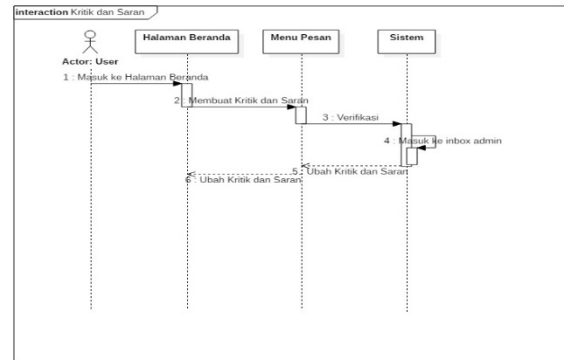 interaction Kritik dan Saran
Halaman Beranda
Menu Pesan
Sistem
Actor: User
1 : Masuk ke Halaman Beranda
2 : Membuat Kritik dan Saran
3 : Verifikasi
4 : Masuk ke inbox admin
5 : Ubah Kritik dan Saran
6 : Ubah Kritik dan Saran